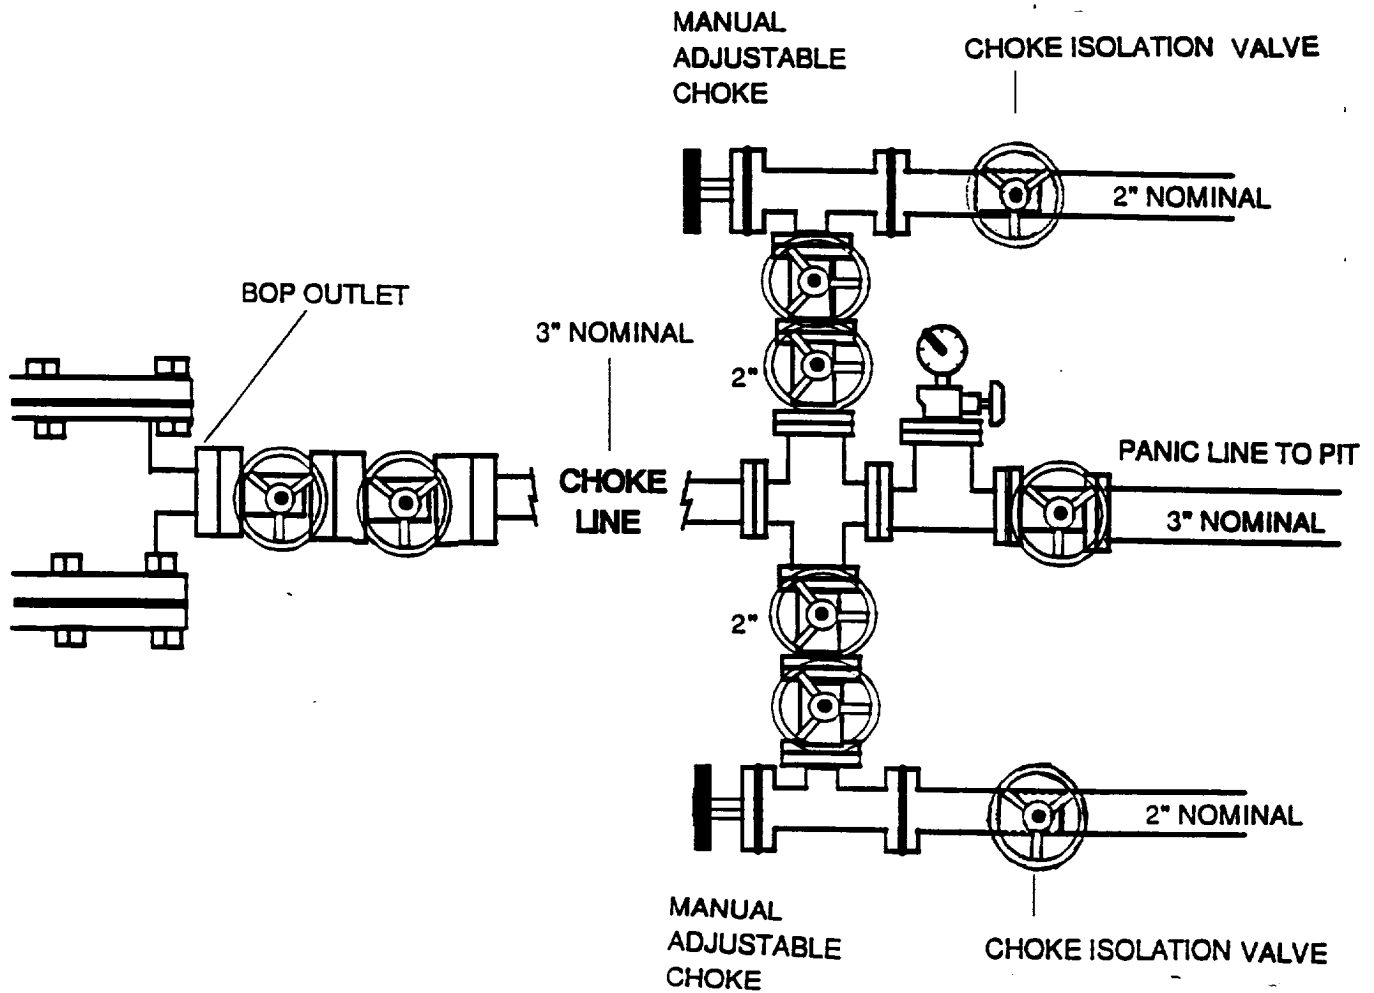 MANUAL
ADJUSTABLE
CHOKE
CHOKE ISOLATION VALVE
2" NOMINAL
BOP OUTLET
3" NOMINAL
2"
CHOKE
LINE
PANIC LINE TO PIT
3" NOMINAL
2"
2" NOMINAL
MANUAL
ADJUSTABLE
CHOKE
CHOKE ISOLATION VALVE